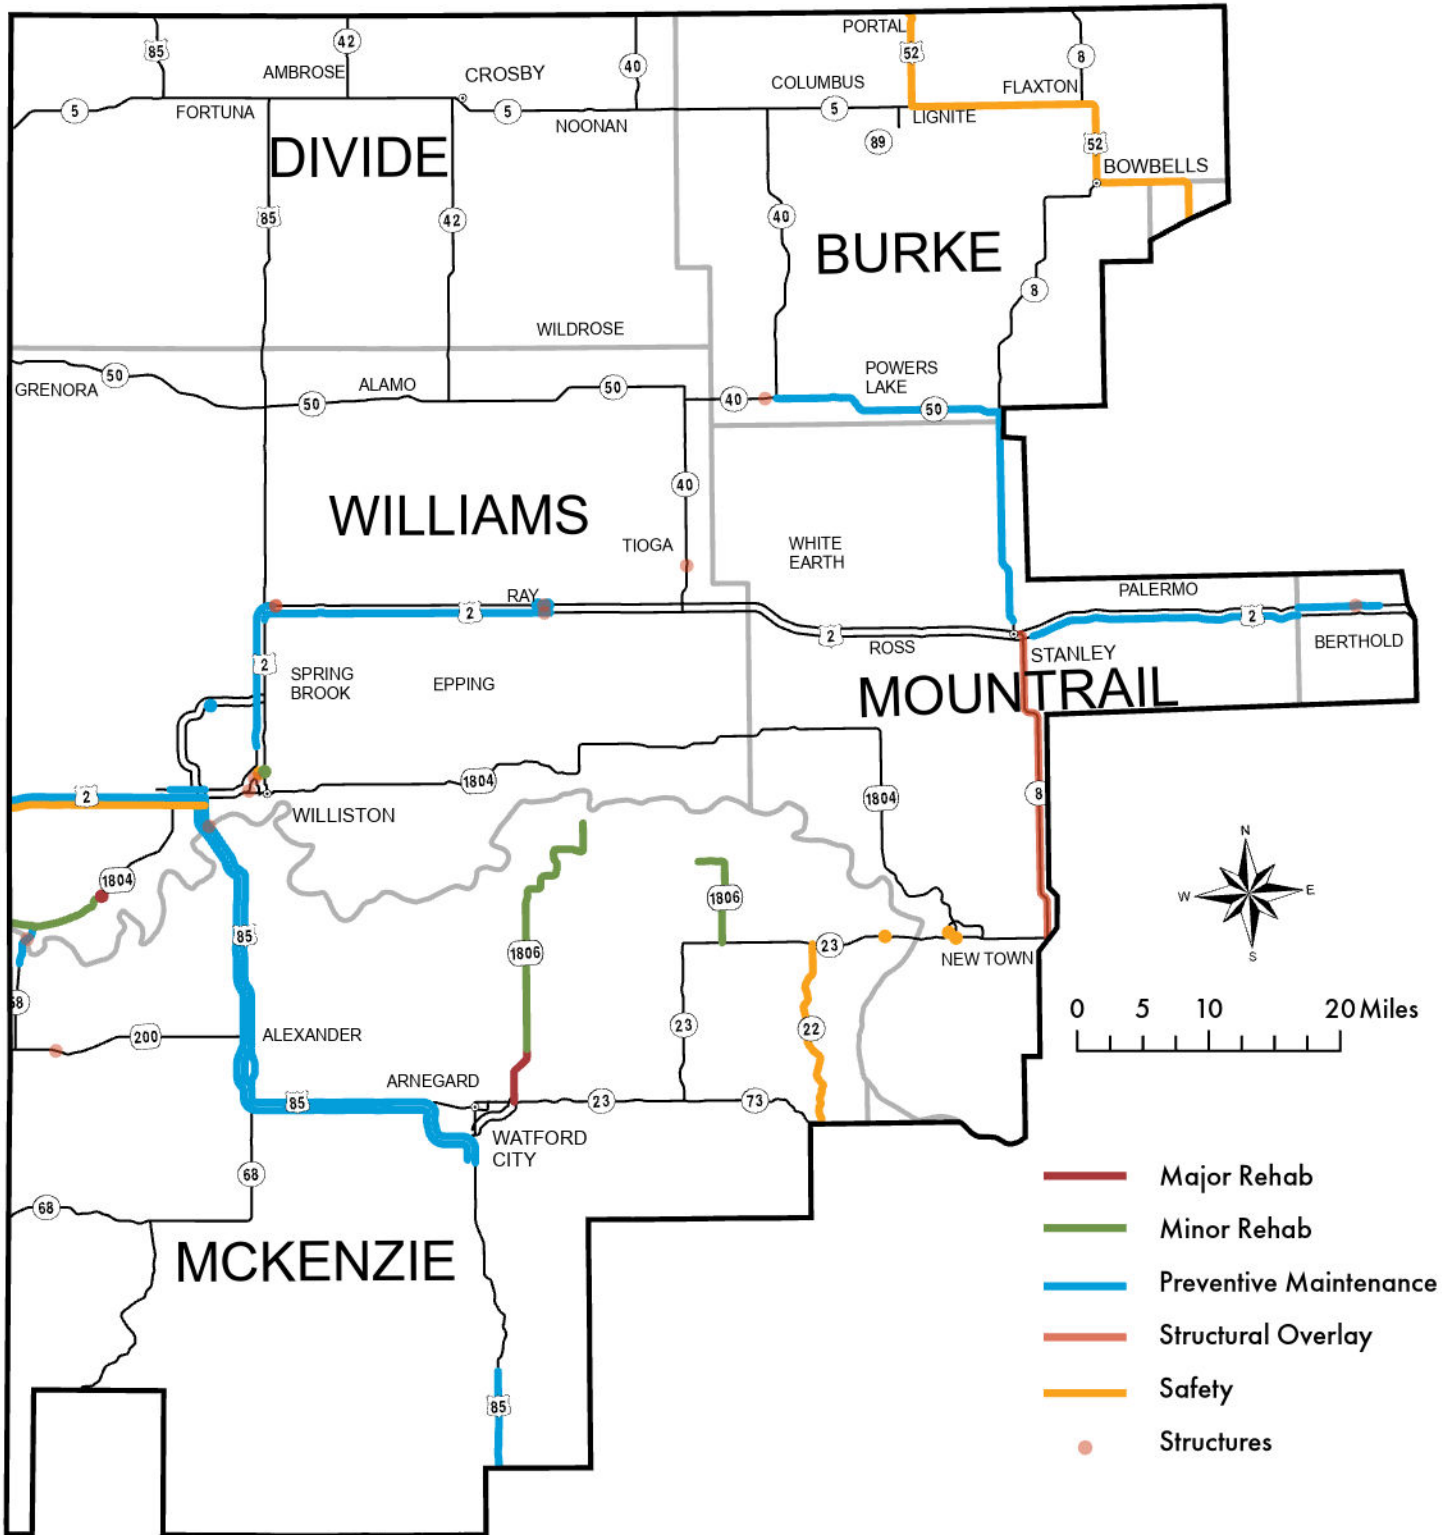 PORTAL
85
42
52
8
AMBROSE
CROSBY
40
COLUMBUS
FLAXTON
5
FORTUNA
5
NOONAN
5
LIGNITE
89
52
DIVIDE
BOWBELLS
85
42
40
BURKE
8
WILDROSE
GRENORA
50
ALAMO
50
50
40
POWERS
LAKE
50
WILLIAMS
40
TIOGA
WHITE
EARTH
RAY
2
PALERMO
2
2
ROSS
STANLEY
BERTHOLD
2
SPRING
BROOK
EPPING
MOUNTRAIL
1804
2
WILLISTON
1804
8
1804
N
W
E
S
1806
85
1806
23
NEW TOWN
68
200
ALEXANDER
23
22
0 5 10 20 Miles
ARNEGARD
85
23
73
WATFORD
CITY
68
68
MCKENZIE
85
Major Rehab
Minor Rehab
Preventive Maintenance
Structural Overlay
Safety
Structures